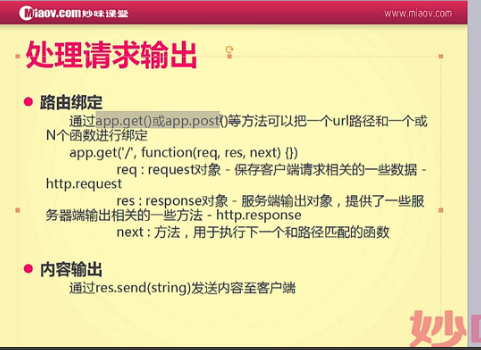 Miaov.com 妙味课堂
www.miaov.com
处理请求输出
路由绑定
通过app.get()或app.post()等方法可以把一个url路径和一个或
N个函数进行绑定
app.get('/', function(req, res, next) {})
req : request对象 - 保存客户端请求相关的一些数据 -
http.request
res : response对象 - 服务端输出对象，提供了一些服
务器端输出相关的一些方法 - http.response
next : 方法，用于执行下一个和路径匹配的函数
内容输出
通过res.send(string)发送内容至客户端
妙